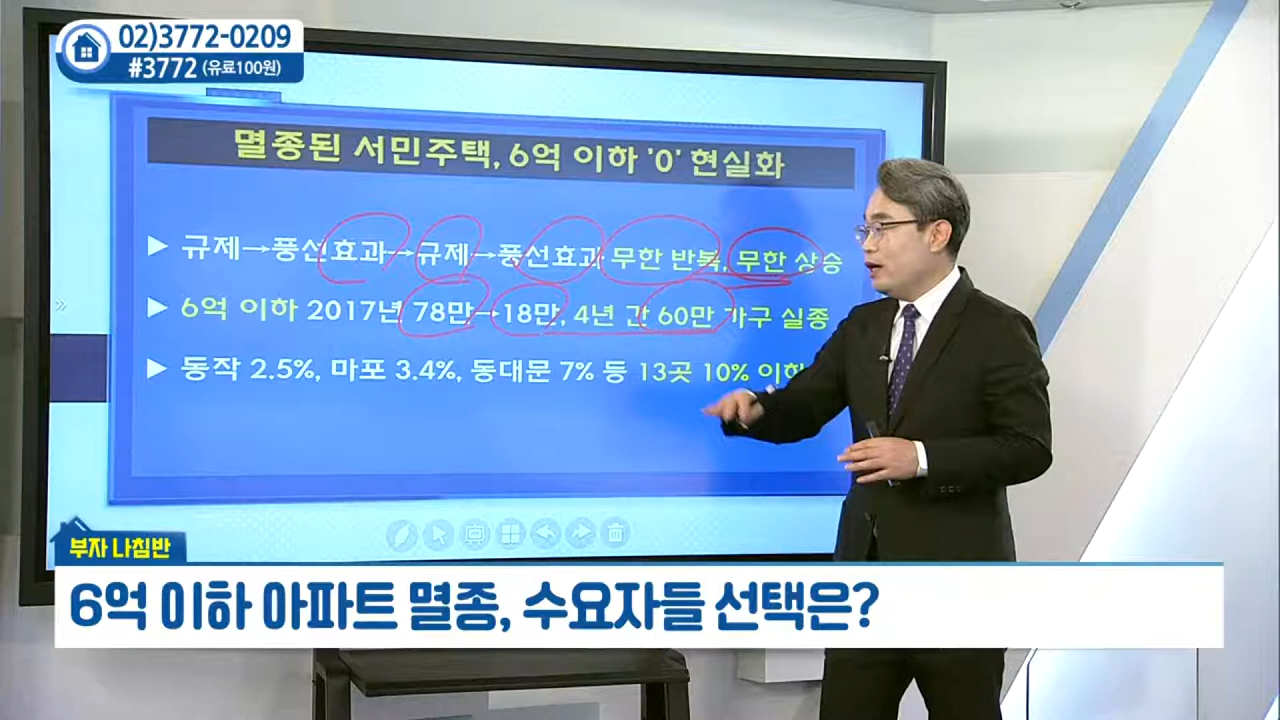 02)3772-0209
#3772 (유료100원)
멸종된 서민주택, 6억 이하 '0' 현실화
▶ 규제→풍선효과→규제→풍선효과 무한 반복, 무한 상승
▶ 6억 이하 2017년 78만→18만, 4년 간 60만 가구 실종
▶ 동작 2.5%, 마포 3.4%, 동대문 7% 등 13곳 10% 이하
부자 나침반
6억 이하 아파트 멸종, 수요자들 선택은?